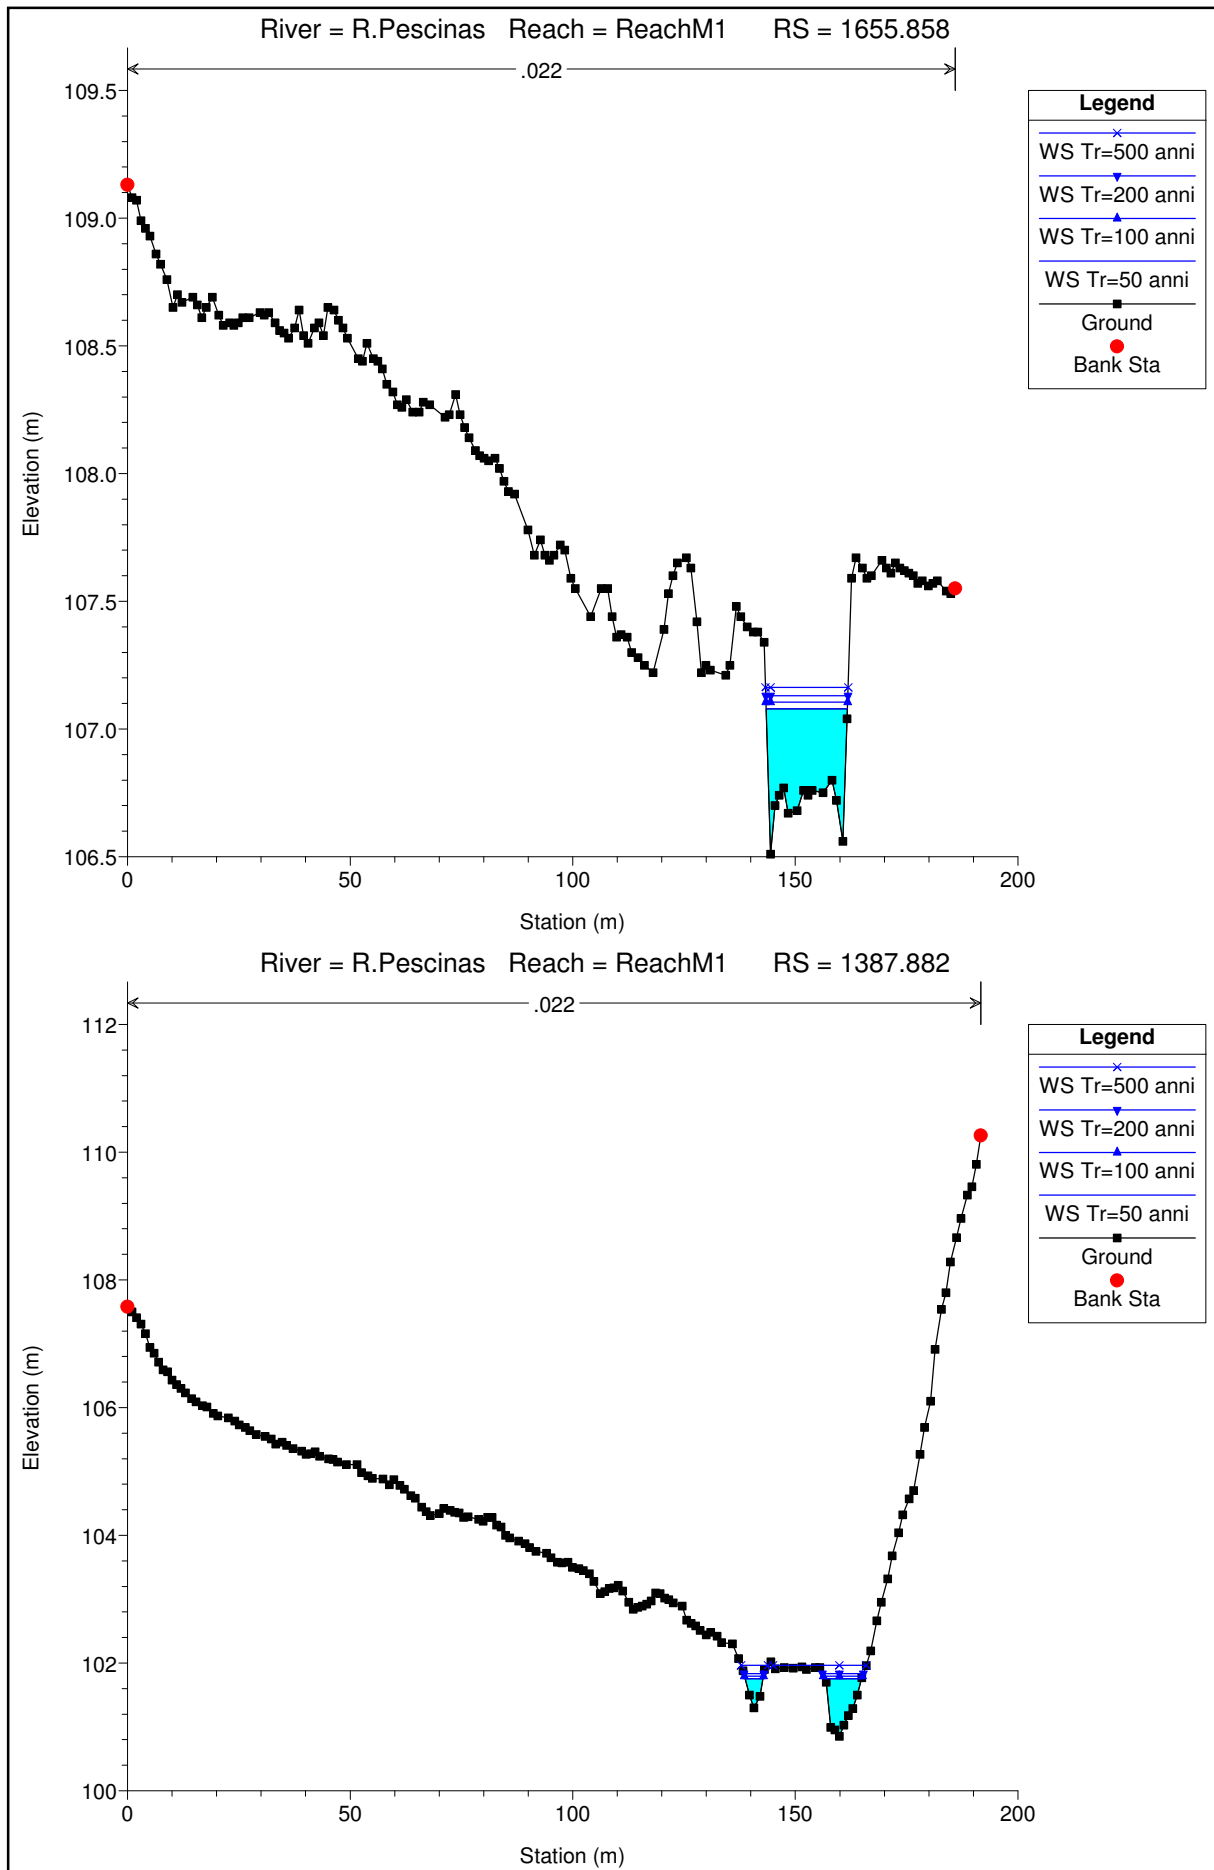 River = R.Pescinas Reach = ReachM1 RS = 1655.858
.022
109.5
109.0
108.5
108.0
107.5
107.0
106.5
Elevation (m)
0 50 100 150 200
Station (m)
Legend
WS Tr=500 anni
WS Tr=200 anni
WS Tr=100 anni
WS Tr=50 anni
Ground
Bank Sta
River = R.Pescinas Reach = ReachM1 RS = 1387.882
.022
112
110
108
106
104
102
100
Elevation (m)
0 50 100 150 200
Station (m)
Legend
WS Tr=500 anni
WS Tr=200 anni
WS Tr=100 anni
WS Tr=50 anni
Ground
Bank Sta